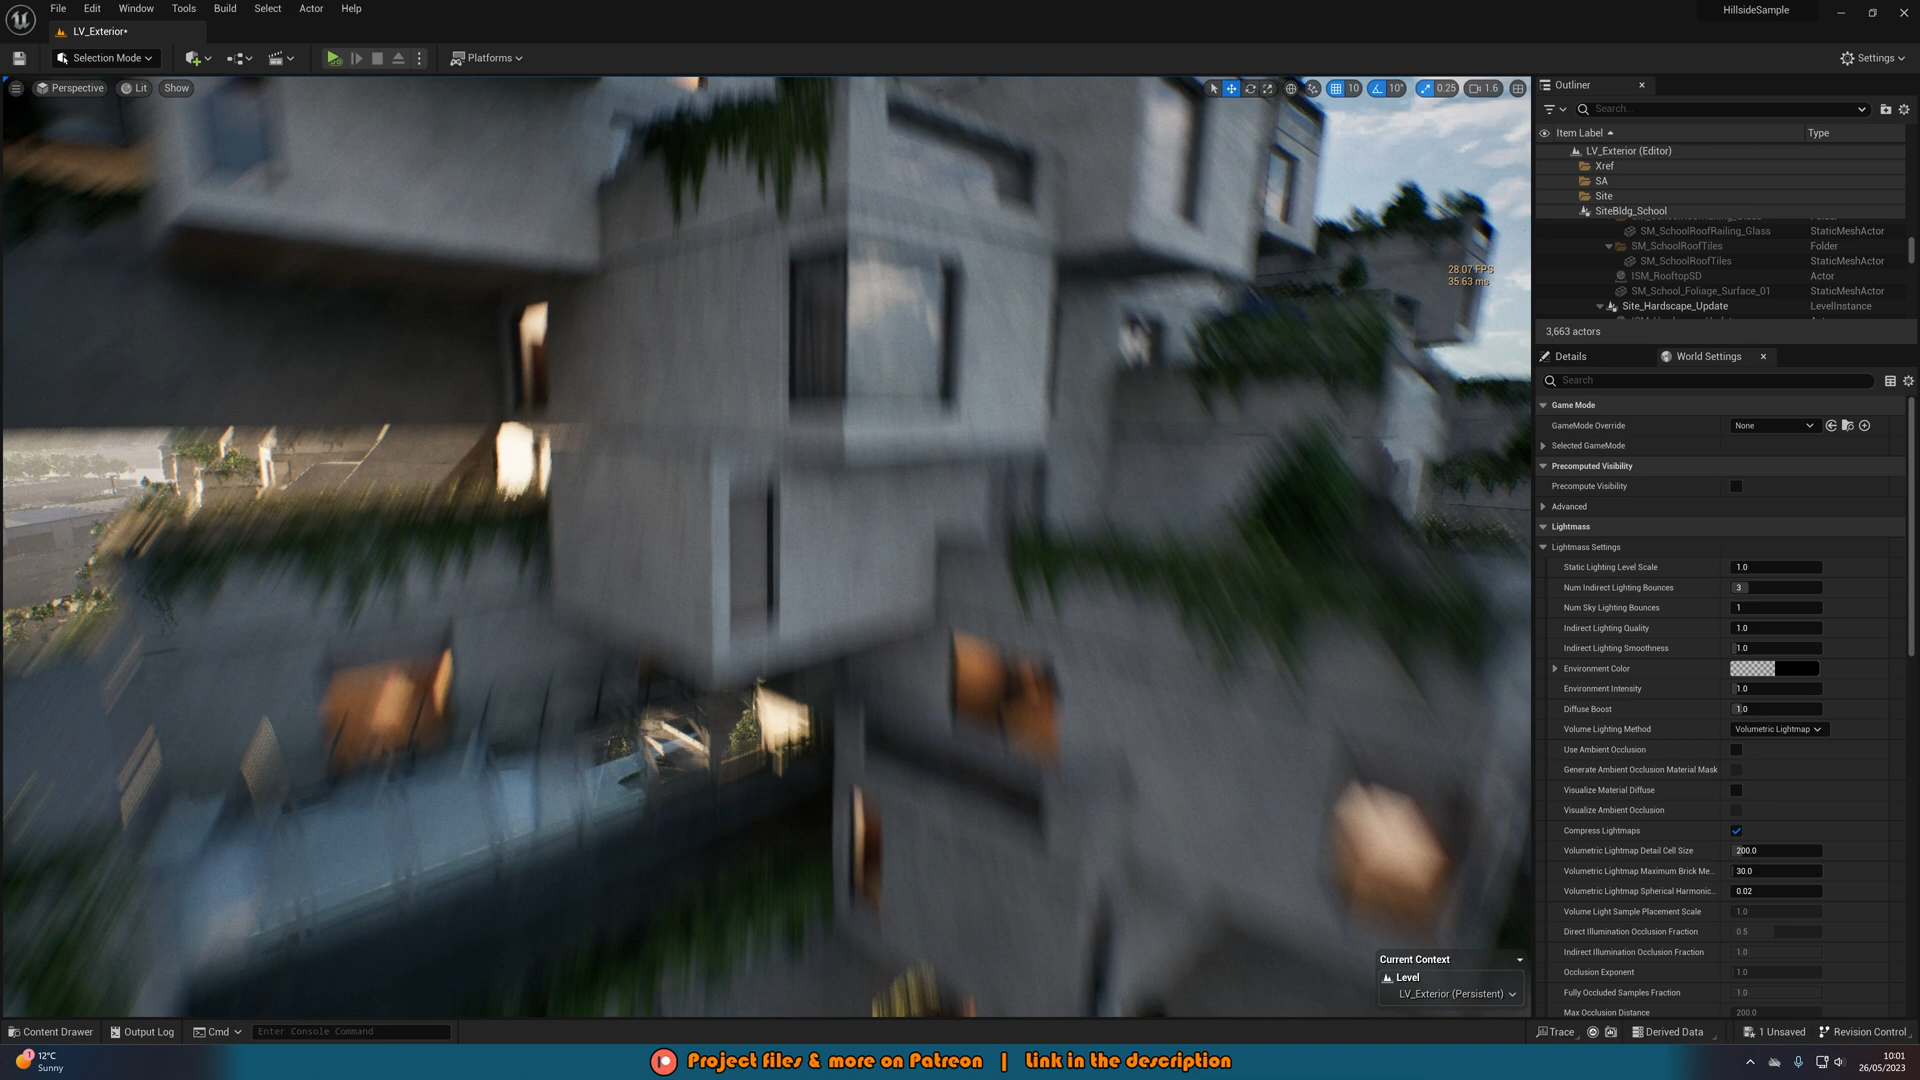 File Edit Window Tools Build Select Actor Help
HillsideSample
LV_Exterior*
Selection Mode
Platforms
Settings
Perspective Lit Show
10 10° 0.25 1.6
28.07 FPS
35.63 ms
Outliner
Search...
Item Label Type
LV_Exterior (Editor)
Xref
SA
Site
SiteBldg_School
SM_SchoolRoofRailing_Glass StaticMeshActor
SM_SchoolRoofTiles Folder
SM_SchoolRoofTiles StaticMeshActor
ISM_RooftopSD Actor
SM_School_Foliage_Surface_01 StaticMeshActor
Site_Hardscape_Update LevelInstance
3,663 actors
Details World Settings
Search
Game Mode
GameMode Override None
Selected GameMode
Precomputed Visibility
Precompute Visibility
Advanced
Lightmass
Lightmass Settings
Static Lighting Level Scale 1.0
Num Indirect Lighting Bounces 3
Num Sky Lighting Bounces 1
Indirect Lighting Quality 1.0
Indirect Lighting Smoothness 1.0
Environment Color
Environment Intensity 1.0
Diffuse Boost 1.0
Volume Lighting Method Volumetric Lightmap
Use Ambient Occlusion
Generate Ambient Occlusion Material Mask
Visualize Material Diffuse
Visualize Ambient Occlusion
Compress Lightmaps
Volumetric Lightmap Detail Cell Size 200.0
Volumetric Lightmap Maximum Brick Me... 30.0
Volumetric Lightmap Spherical Harmonic... 0.02
Volume Light Sample Placement Scale 1.0
Direct Illumination Occlusion Fraction 0.5
Indirect Illumination Occlusion Fraction 1.0
Occlusion Exponent 1.0
Fully Occluded Samples Fraction 1.0
Max Occlusion Distance 200.0
Current Context
Level
LV_Exterior (Persistent)
Content Drawer Output Log Cmd Enter Console Command
Trace Derived Data 1 Unsaved Revision Control
1
12°C
Sunny
Project files & more on Patreon | Link in the description
10:01
26/05/2023